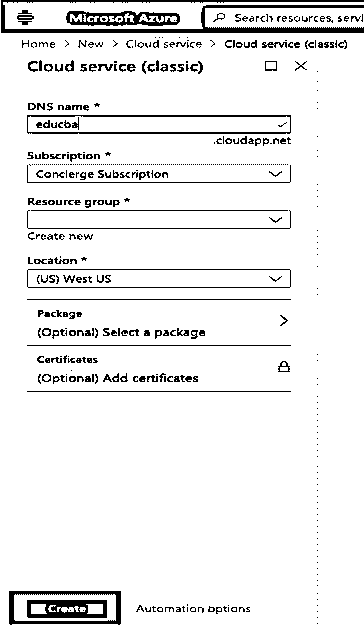 Microsoft Azure
Search resources, servi
Home > New > Cloud service > Cloud service (classic)
Cloud service (classic)
DNS name *
educba
.cloudapp.net
Subscription *
Concierge Subscription
Resource group *
Create new
Location *
(US) West US
Package
(Optional) Select a package
Certificates
(Optional) Add certificates
Create
Automation options